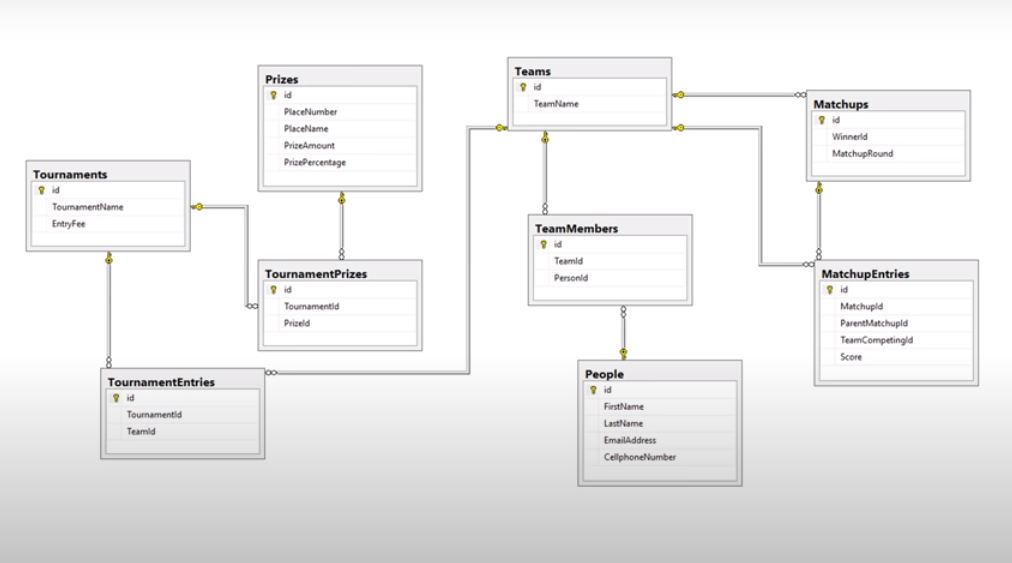 Prizes
id
PlaceNumber
PlaceName
PrizeAmount
PrizePercentage
Teams
id
TeamName
Matchups
id
WinnerId
MatchupRound
Tournaments
id
TournamentName
EntryFee
TeamMembers
id
TeamId
PersonId
TournamentPrizes
id
TournamentId
PrizeId
MatchupEntries
id
MatchupId
ParentMatchupId
TeamCompetingId
Score
TournamentEntries
id
TournamentId
TeamId
People
id
FirstName
LastName
EmailAddress
CellphoneNumber